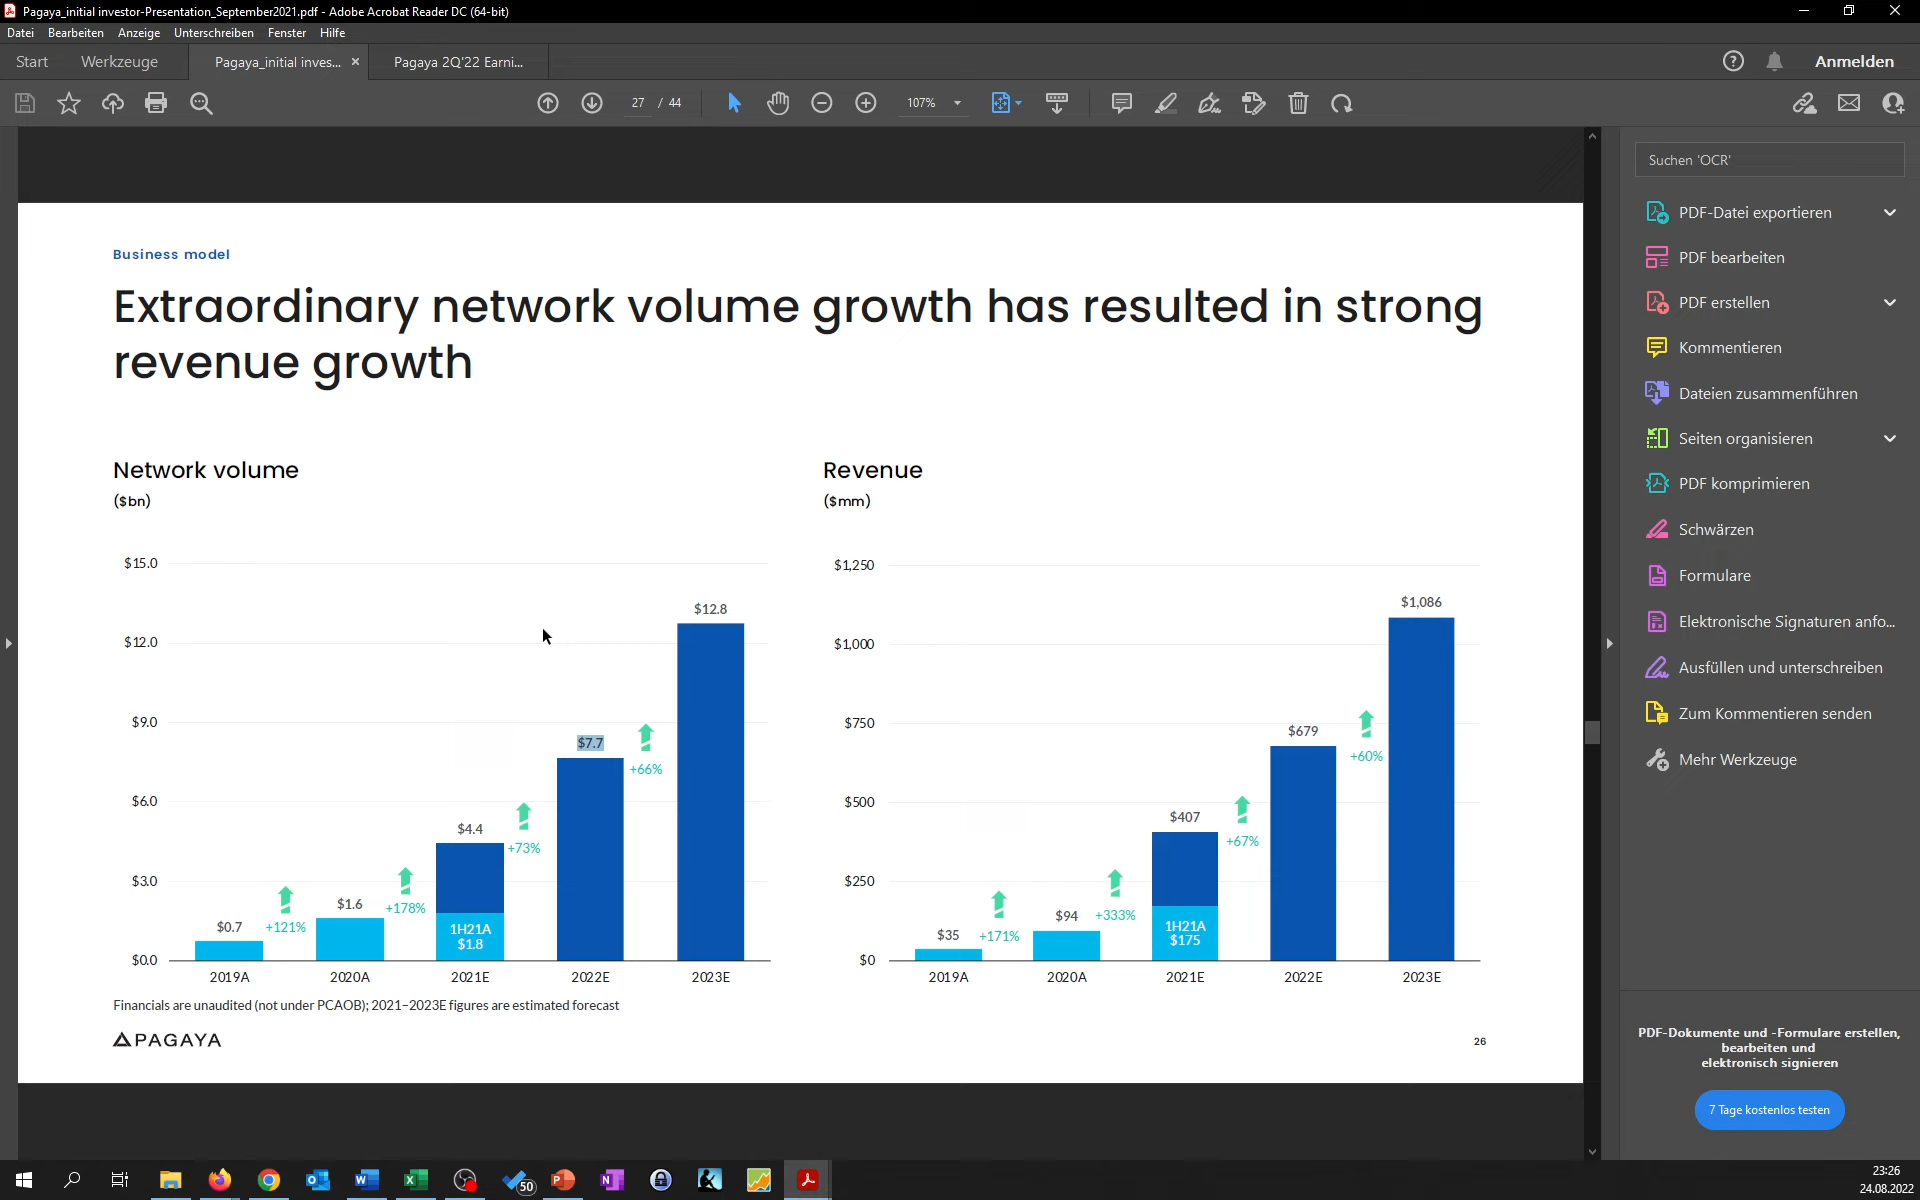 Pagaya_initial investor-Presentation_September2021.pdf - Adobe Acrobat Reader DC (64-bit)
Datei Bearbeiten Anzeige Unterschreiben Fenster Hilfe
Start Werkzeuge Pagaya_initial inves... × Pagaya 2Q'22 Earni... Anmelden
27 / 44 107%
Suchen 'OCR'
PDF-Datei exportieren
PDF bearbeiten
PDF erstellen
Kommentieren
Dateien zusammenführen
Seiten organisieren
PDF komprimieren
Schwärzen
Formulare
Elektronische Signaturen anfo...
Ausfüllen und unterschreiben
Zum Kommentieren senden
Mehr Werkzeuge
PDF-Dokumente und -Formulare erstellen,
bearbeiten und
elektronisch signieren
7 Tage kostenlos testen
Business model
Extraordinary network volume growth has resulted in strong
revenue growth
Network volume
($bn)
$15.0
$12.0
$9.0
$6.0
$3.0
$0.0
$0.7
+121%
$1.6
+178%
$4.4
1H21A
$1.8
+73%
$7.7
+66%
$12.8
2019A 2020A 2021E 2022E 2023E
Revenue
($mm)
$1,250
$1,000
$750
$500
$250
$0
$35
+171%
$94
+333%
$407
1H21A
$175
+67%
$679
+60%
$1,086
2019A 2020A 2021E 2022E 2023E
Financials are unaudited (not under PCAOB); 2021–2023E figures are estimated forecast
PAGAYA
26
50
23:26
24.08.2022